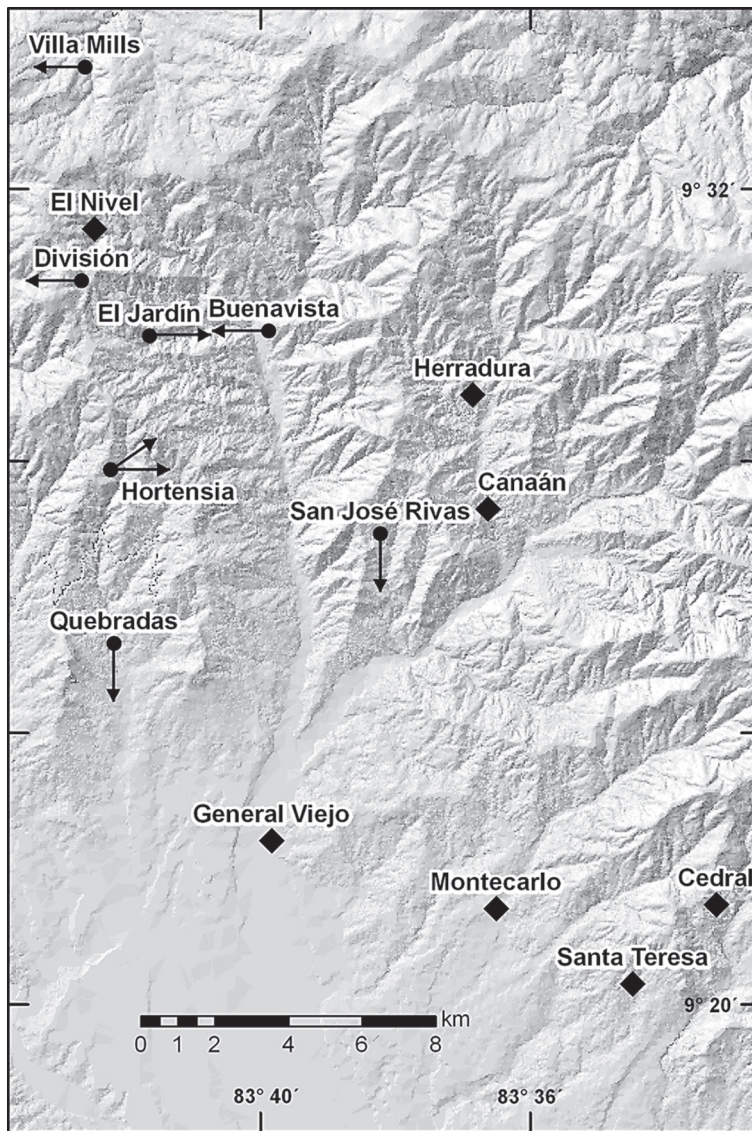 Villa Mills
9° 32´
El Nivel
División
El Jardín
Buenavista
Herradura
Hortensia
Canaán
San José Rivas
Quebradas
General Viejo
Montecarlo
Cedral
Santa Teresa
9° 20´
km
0 1 2 4 6 8
83° 40´
83° 36´